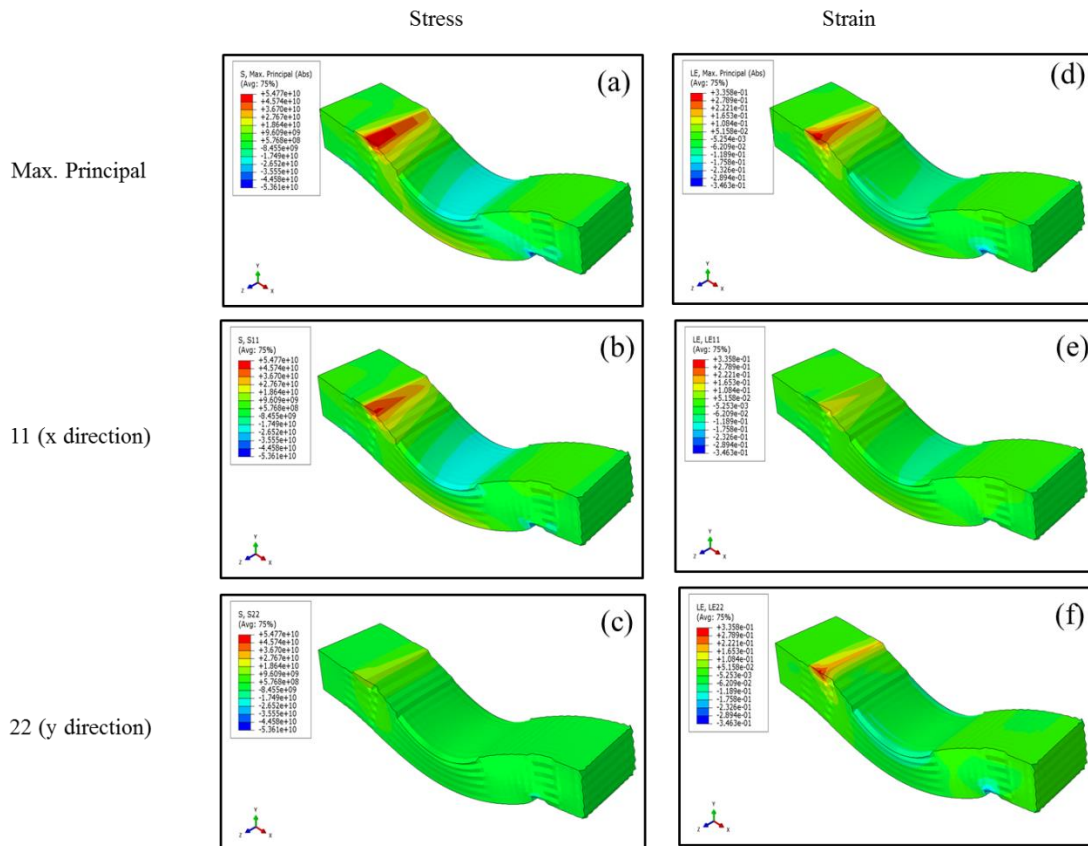 Stress
Strain
Max. Principal
S, Max. Principal (Abs)
(Avg: 75%)
+5.477e+10
+4.574e+10
+3.670e+10
+2.767e+10
+1.864e+10
+9.609e+09
+5.768e+08
-8.455e+09
-1.749e+10
-2.652e+10
-3.555e+10
-4.458e+10
-5.361e+10
(a)
Y
Z
X
LE, Max. Principal (Abs)
(Avg: 75%)
+3.358e-01
+2.789e-01
+2.221e-01
+1.653e-01
+1.084e-01
+5.158e-02
-5.254e-03
-6.209e-02
-1.189e-01
-1.758e-01
-2.326e-01
-2.894e-01
-3.463e-01
(d)
Y
Z
X
11 (x direction)
S, S11
(Avg: 75%)
+5.477e+10
+4.574e+10
+3.670e+10
+2.767e+10
+1.864e+10
+9.609e+09
+5.768e+08
-8.455e+09
-1.749e+10
-2.652e+10
-3.555e+10
-4.458e+10
-5.361e+10
(b)
Y
Z
X
LE, LE11
(Avg: 75%)
+3.358e-01
+2.789e-01
+2.221e-01
+1.653e-01
+1.084e-01
+5.158e-02
-5.253e-03
-6.209e-02
-1.189e-01
-1.758e-01
-2.326e-01
-2.894e-01
-3.463e-01
(e)
Y
Z
X
22 (y direction)
S, S22
(Avg: 75%)
+5.477e+10
+4.574e+10
+3.670e+10
+2.767e+10
+1.864e+10
+9.609e+09
+5.768e+08
-8.455e+09
-1.749e+10
-2.652e+10
-3.555e+10
-4.458e+10
-5.361e+10
(c)
Y
Z
X
LE, LE22
(Avg: 75%)
+3.358e-01
+2.789e-01
+2.221e-01
+1.653e-01
+1.084e-01
+5.158e-02
-5.253e-03
-6.209e-02
-1.189e-01
-1.758e-01
-2.326e-01
-2.894e-01
-3.463e-01
(f)
Y
Z
X